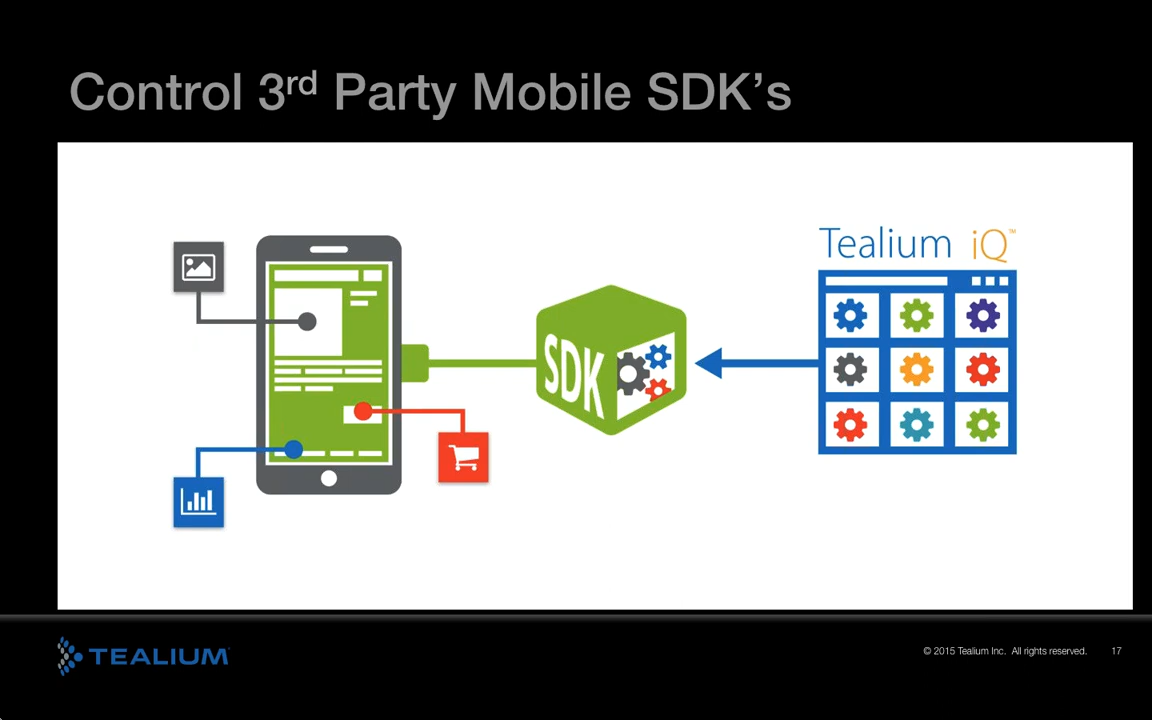 Control 3rd Party Mobile SDK's
Tealium iQ™
SDK
TEALIUM
© 2015 Tealium Inc. All rights reserved. 17